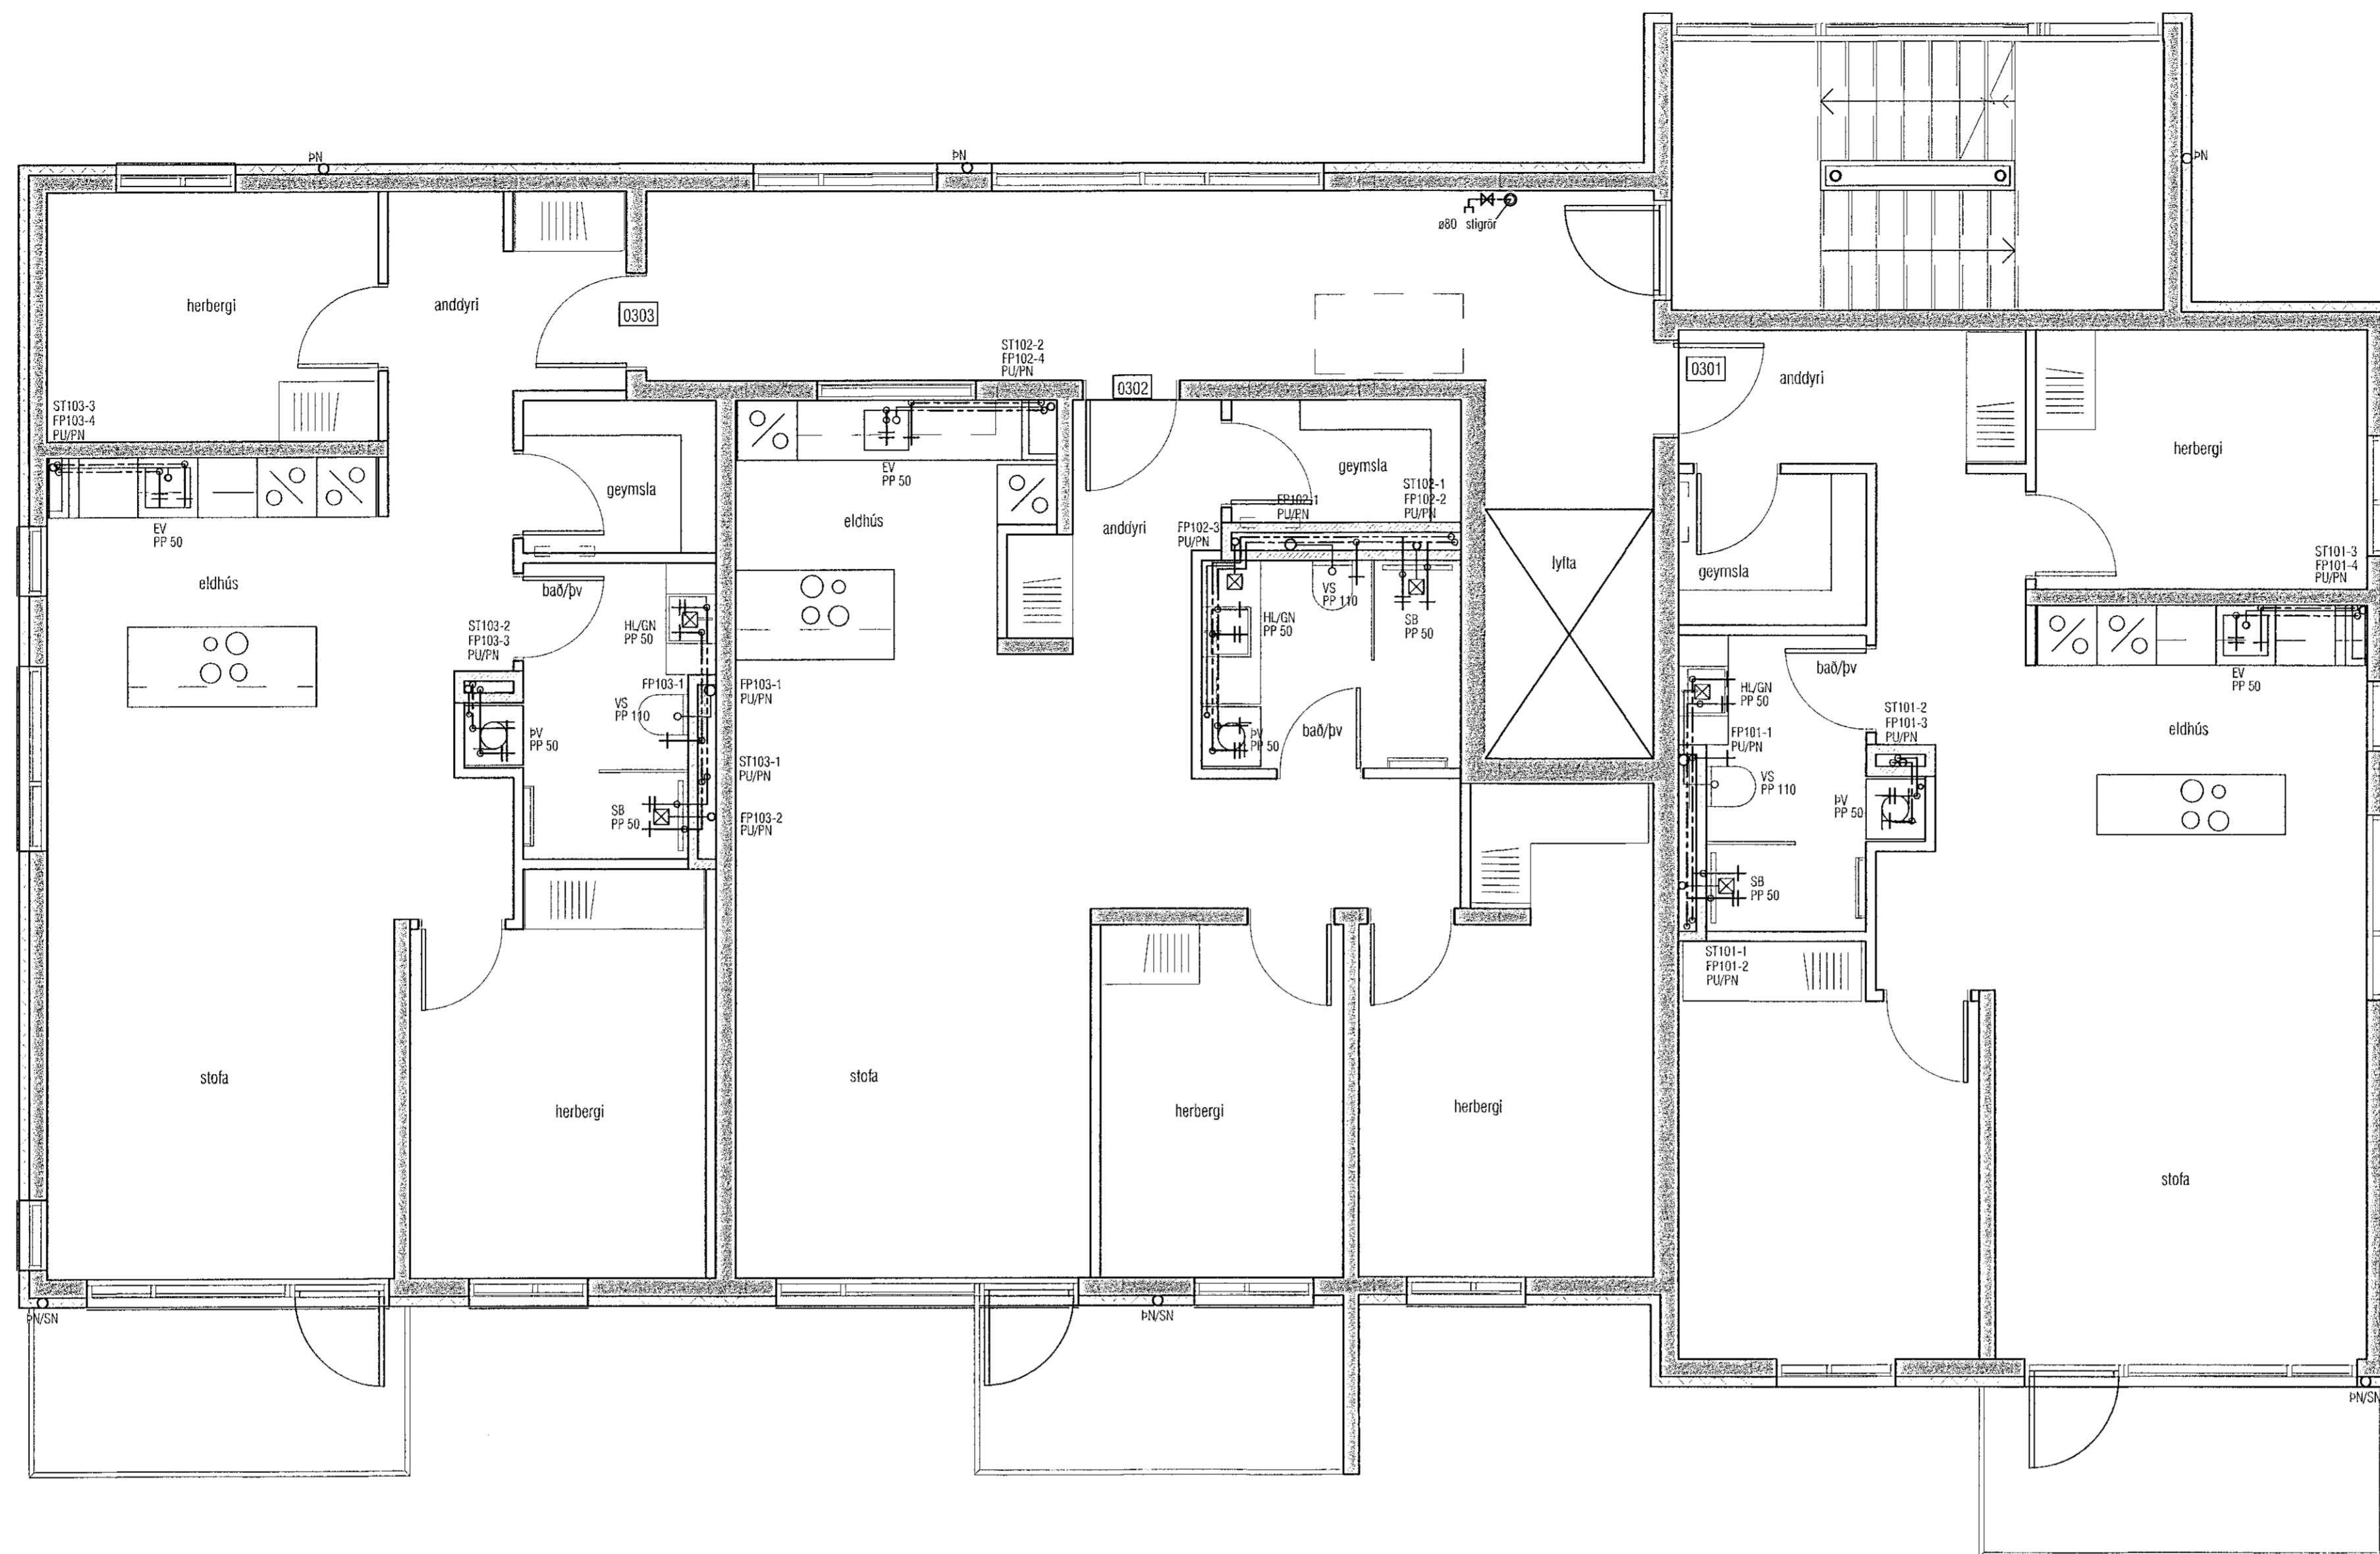 ÞN
ÞN
ÞN
ø80 stigrör
herbergi
anddyri
0303
ST102-2
FP102-4
PU/PN
0302
0301
anddyri
ST103-3
FP103-4
PU/PN
herbergi
geymsla
EV
PP 50
geymsla
ST102-1
FP102-2
PU/PN
FP102-1
PU/PN
EV
PP 50
eldhús
anddyri
FP102-3
PU/PN
lyfta
geymsla
ST101-3
FP101-4
PU/PN
eldhús
bað/þv
VS
PP 110
HL/GN
PP 50
SB
PP 50
ST103-2
FP103-3
PU/PN
HL/GN
PP 50
bað/þv
EV
PP 50
FP103-1
FP103-1
PU/PN
HL/GN
PP 50
VS
PP 110
ÞV
PP 50
bað/þv
ÞV
PP 50
FP101-1
PU/PN
ST101-2
FP101-3
PU/PN
eldhús
ST103-1
PU/PN
VS
PP 110
ÞV
PP 50
SB
PP 50
FP103-2
PU/PN
SB
PP 50
ST101-1
FP101-2
PU/PN
stofa
herbergi
stofa
herbergi
herbergi
stofa
ÞN/SN
ÞN/SN
ÞN/SN